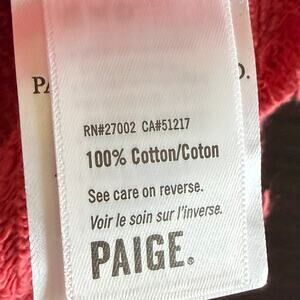 RN#27002 CA#51217
100% Cotton/Coton
See care on reverse.
Voir le soin sur l'inverse.
PAIGE®